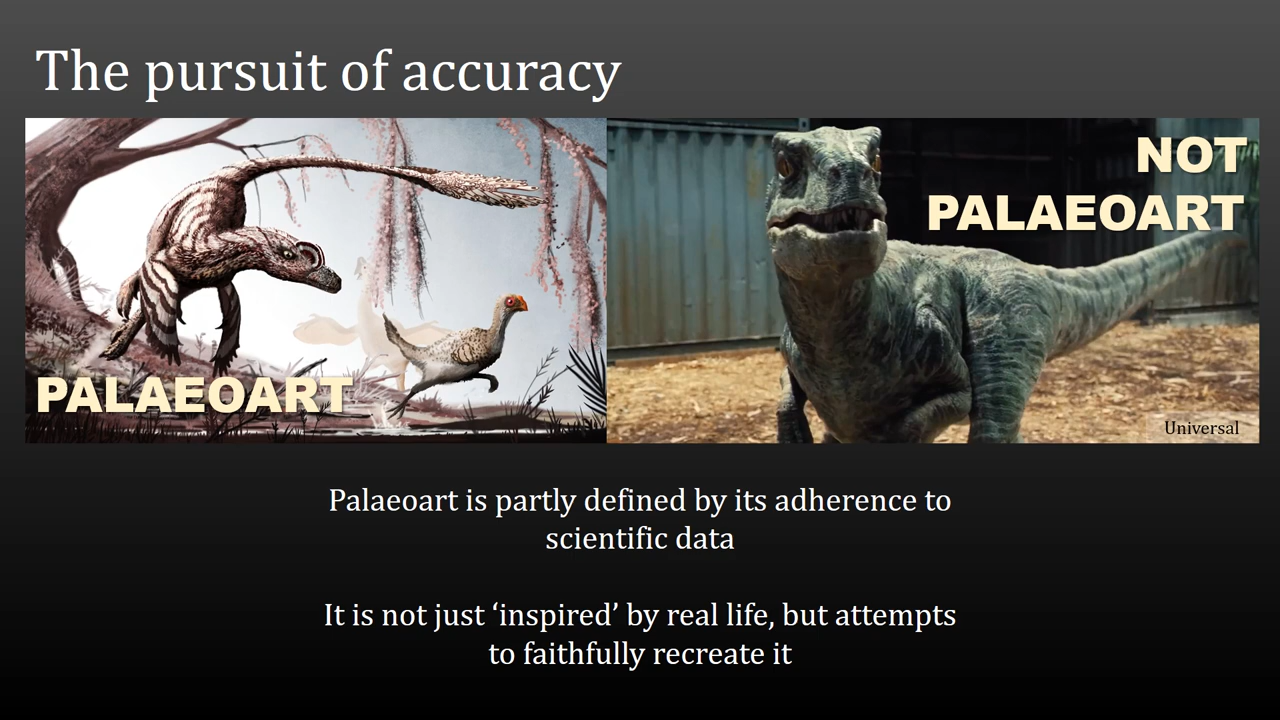 The pursuit of accuracy
PALAEOART
NOT
PALAEOART
Universal
Palaeoart is partly defined by its adherence to
scientific data
It is not just ‘inspired’ by real life, but attempts
to faithfully recreate it